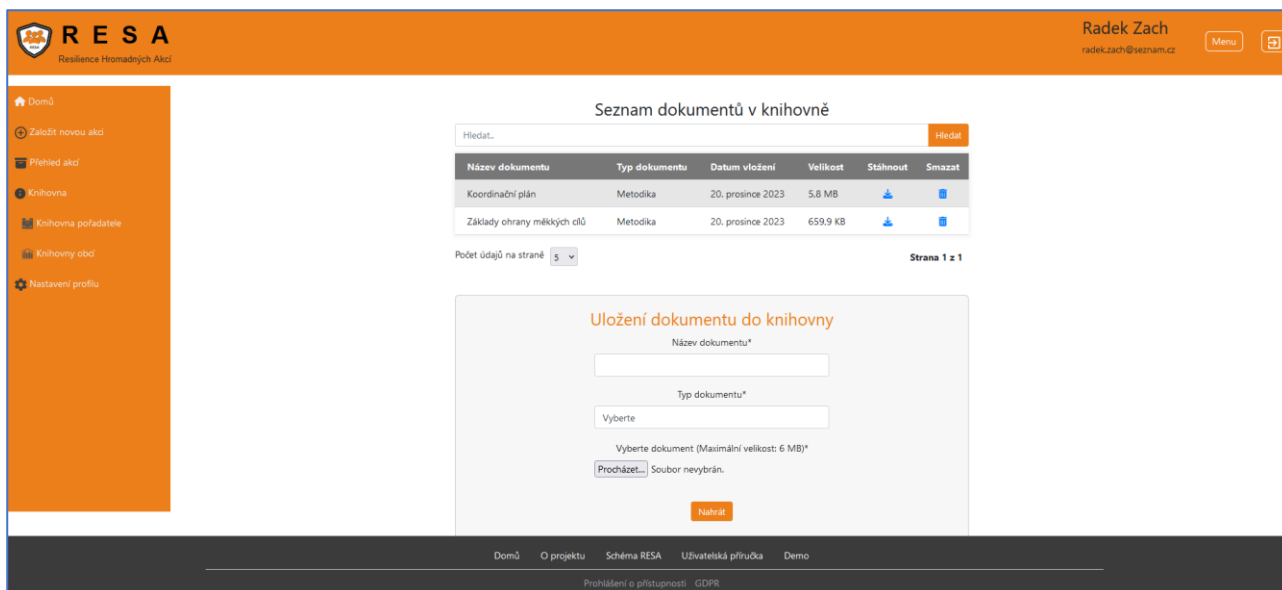 RESA
Resilience Hromadných Akcí
Radek Zach
radek.zach@seznam.cz
Menu
Domů
Založit novou akci
Přehled akcí
Knihovna
Knihovna pořadatele
Knihovny obcí
Nastavení profilu
Seznam dokumentů v knihovně
Hledat..
Hledat
Název dokumentu Typ dokumentu Datum vložení Velikost Stáhnout Smazat
Koordinační plán Metodika 20. prosince 2023 5,8 MB
Základy ohrany měkkých cílů Metodika 20. prosince 2023 659,9 KB
Počet údajů na straně 5
Strana 1 z 1
Uložení dokumentu do knihovny
Název dokumentu*
Typ dokumentu*
Vyberte
Vyberte dokument (Maximální velikost: 6 MB)*
Procházet... Soubor nevybrán.
Nahrát
Domů O projektu Schéma RESA Uživatelská příručka Demo
Prohlášení o přístupnosti GDPR